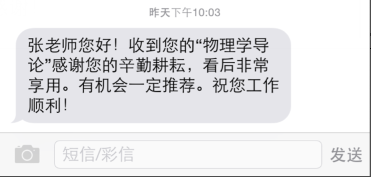 昨天下午10:03
张老师您好！收到您的“物理学导
论”感谢您的辛勤耕耘，看后非常
享用。有机会一定推荐。祝您工作
顺利！
短信/彩信
发送